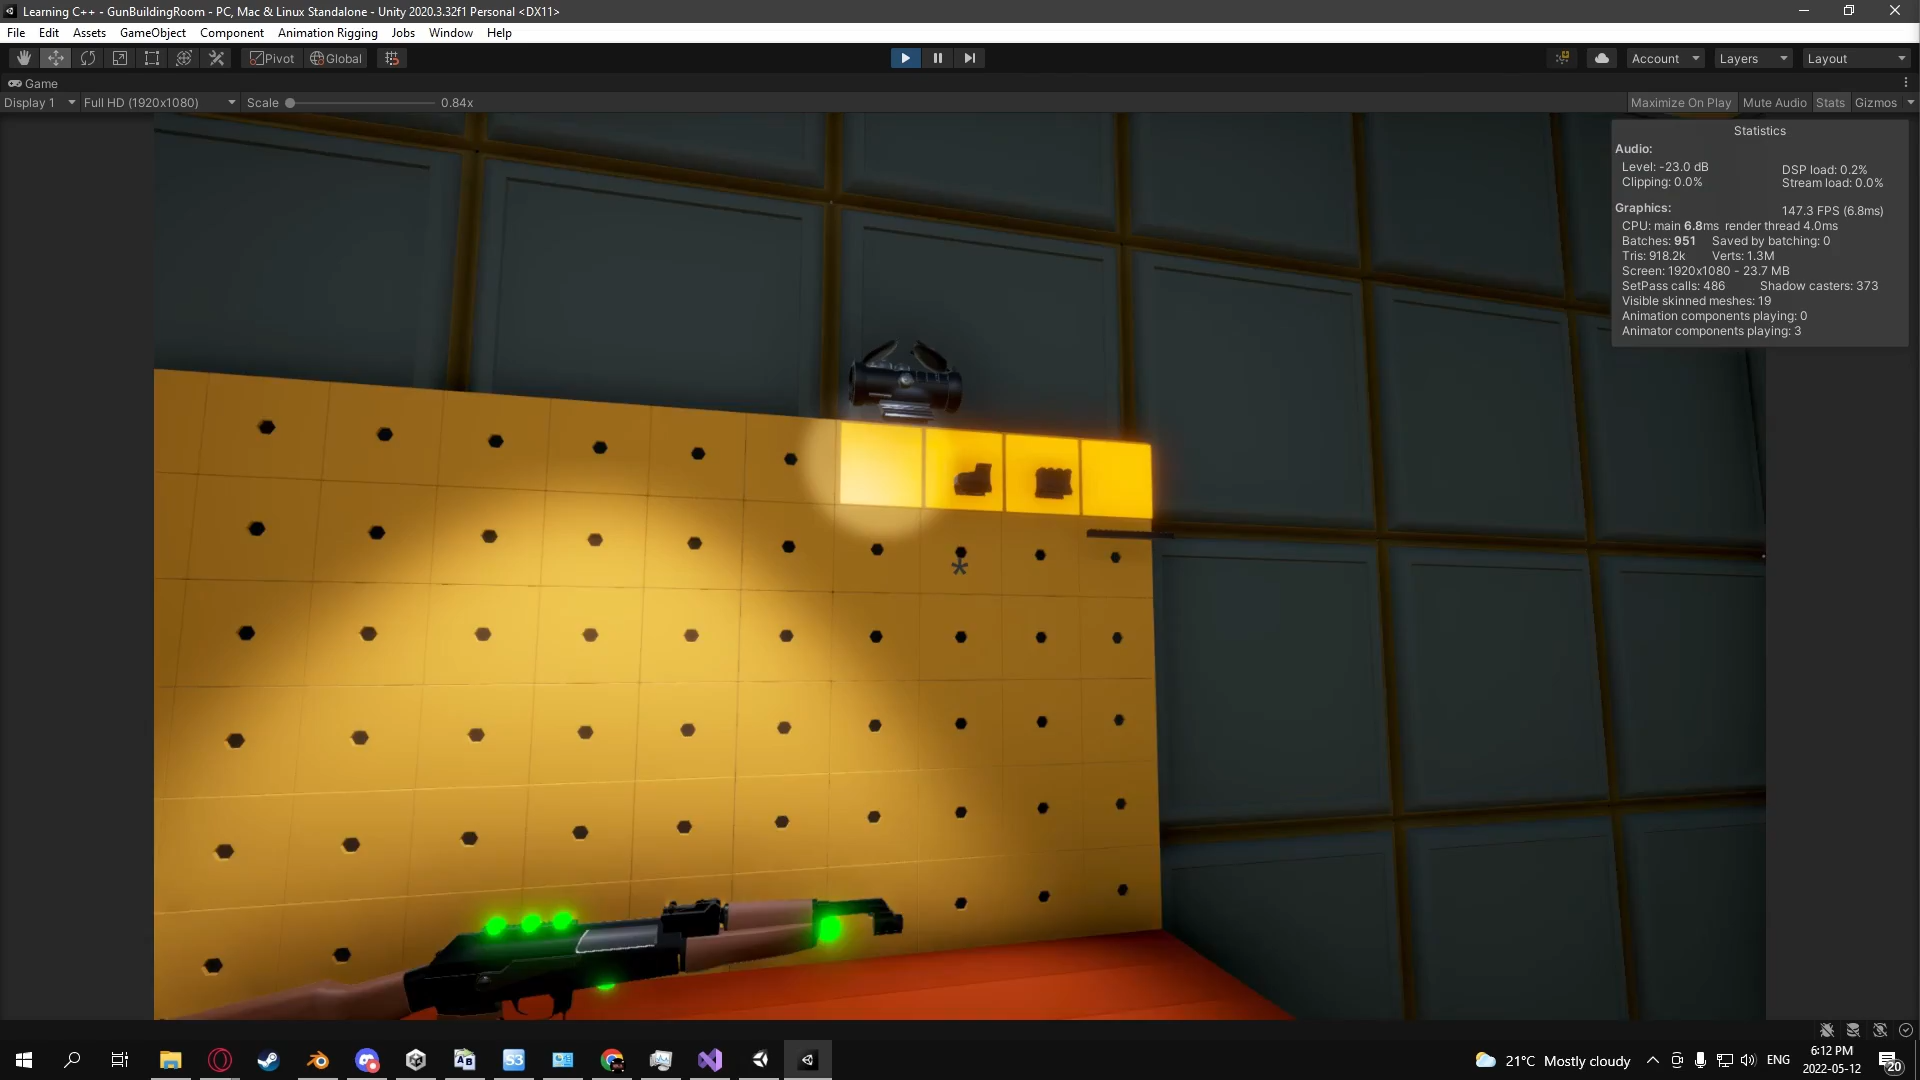 Learning C++ - GunBuildingRoom - PC, Mac & Linux Standalone - Unity 2020.3.32f1 Personal <DX11>
File Edit Assets GameObject Component Animation Rigging Jobs Window Help
Pivot Global Account Layers Layout
Game
Display 1 Full HD (1920x1080) Scale 0.84x Maximize On Play Mute Audio Stats Gizmos
Statistics
Audio:
Level: -23.0 dB DSP load: 0.2%
Clipping: 0.0% Stream load: 0.0%
Graphics: 147.3 FPS (6.8ms)
CPU: main 6.8ms render thread 4.0ms
Batches: 951 Saved by batching: 0
Tris: 918.2k Verts: 1.3M
Screen: 1920x1080 - 23.7 MB
SetPass calls: 486 Shadow casters: 373
Visible skinned meshes: 19
Animation components playing: 0
Animator components playing: 3
*
21°C Mostly cloudy ENG 6:12 PM
2022-05-12 20